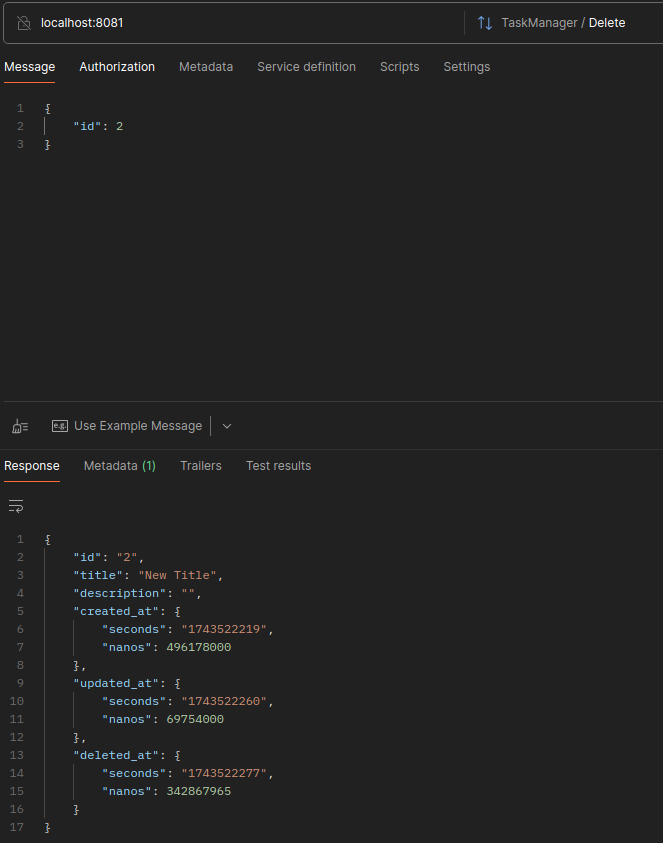 localhost:8081
TaskManager / Delete
Message Authorization Metadata Service definition Scripts Settings
1 {
2 "id": 2
3 }
e.g. Use Example Message
Response Metadata (1) Trailers Test results
1 {
2 "id": "2",
3 "title": "New Title",
4 "description": "",
5 "created_at": {
6 "seconds": "1743522219",
7 "nanos": 496178000
8 },
9 "updated_at": {
10 "seconds": "1743522260",
11 "nanos": 69754000
12 },
13 "deleted_at": {
14 "seconds": "1743522277",
15 "nanos": 342867965
16 }
17 }